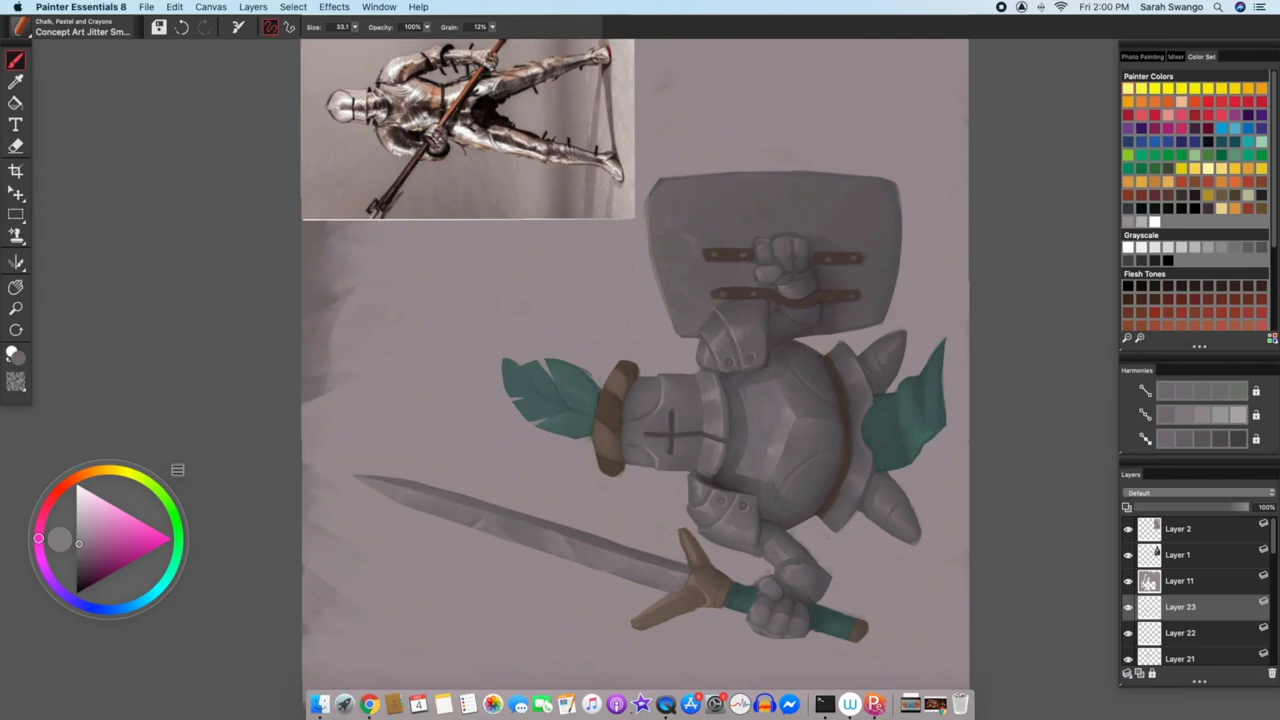 Painter Essentials 8 File Edit Canvas Layers Select Effects Window Help Fri 2:00 PM Sarah Swango
Chalk, Pastel and Crayons
Concept Art Jitter Sm...
Size: 33.1 Opacity: 100% Grain: 12%
Photo Painting Mixer Color Set
Painter Colors
Grayscale
Flesh Tones
Harmonies
Layers
Default
100%
Layer 2
Layer 1
Layer 11
Layer 23
Layer 22
Layer 21